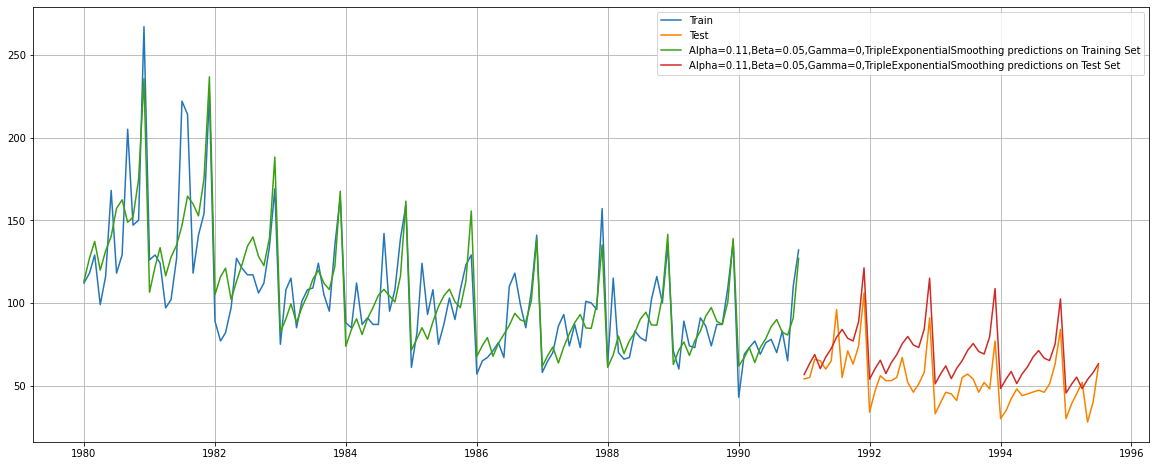 Train
Test
Alpha=0.11,Beta=0.05,Gamma=0,TripleExponentialSmoothing predictions on Training Set
Alpha=0.11,Beta=0.05,Gamma=0,TripleExponentialSmoothing predictions on Test Set
250
200
150
100
50
1980 1982 1984 1986 1988 1990 1992 1994 1996